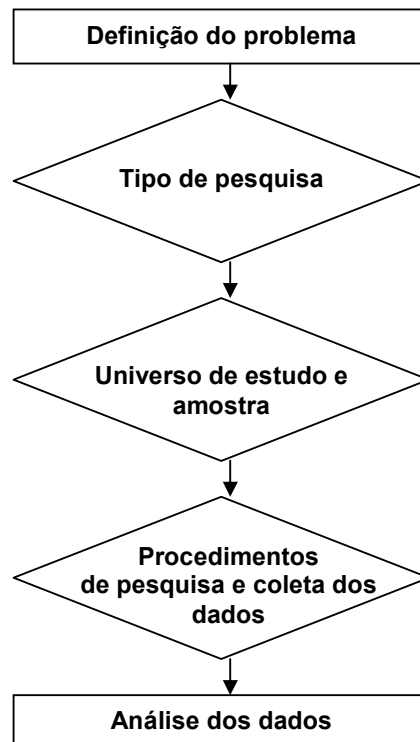 Definição do problema
Tipo de pesquisa
Universo de estudo e
amostra
Procedimentos
de pesquisa e coleta dos
dados
Análise dos dados